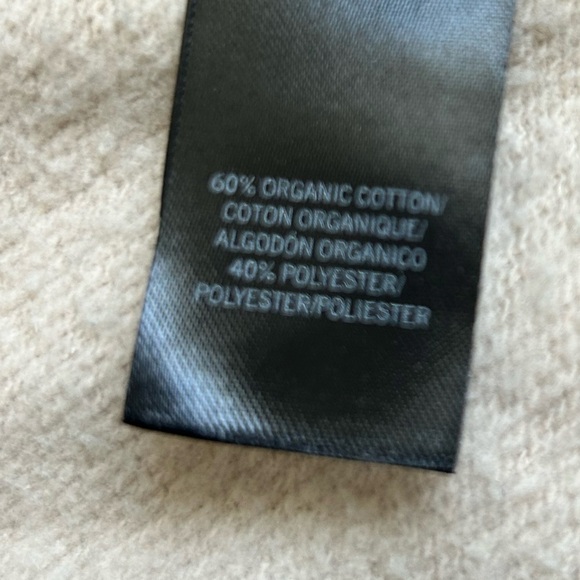 60% ORGANIC COTTON/
COTON ORGANIQUE/
ALGODÓN ORGANICO
40% POLYESTER/
POLYESTER/POLIESTER